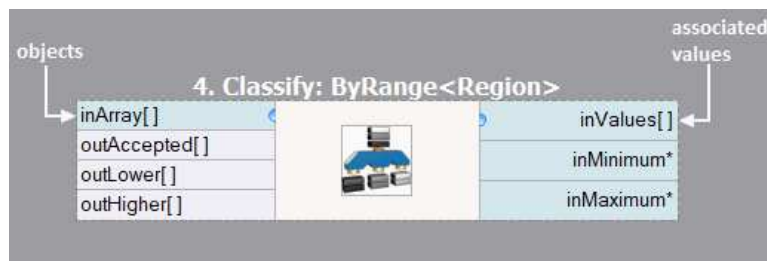 objects
associated
values
4. Classify: ByRange<Region>
inArray[]
outAccepted[]
outLower[]
outHigher[]
inValues[]
inMinimum*
inMaximum*